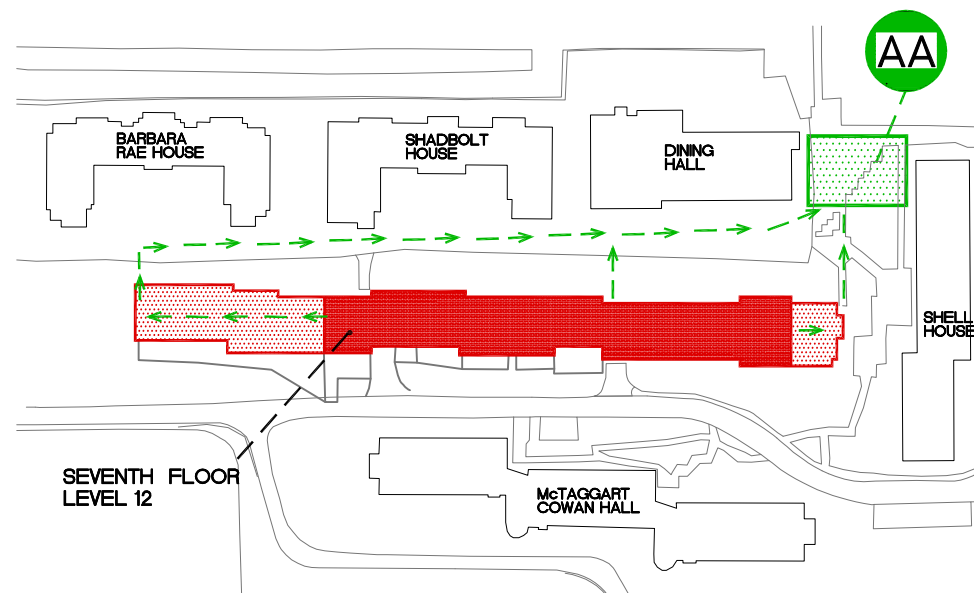 AA
BARBARA
RAE HOUSE
SHADBOLT
HOUSE
DINING
HALL
SHELL
HOUSE
SEVENTH FLOOR
LEVEL 12
McTAGGART
COWAN HALL